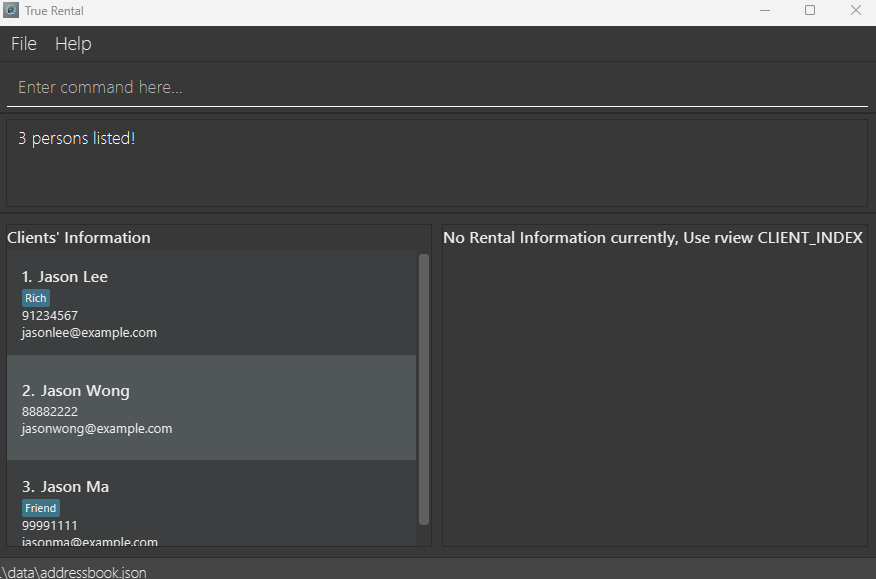 True Rental
File Help
Enter command here...
3 persons listed!
Clients' Information
1. Jason Lee
Rich
91234567
jasonlee@example.com
2. Jason Wong
88882222
jasonwong@example.com
3. Jason Ma
Friend
99991111
jasonma@example.com
No Rental Information currently, Use rview CLIENT_INDEX
.\data\addressbook.json